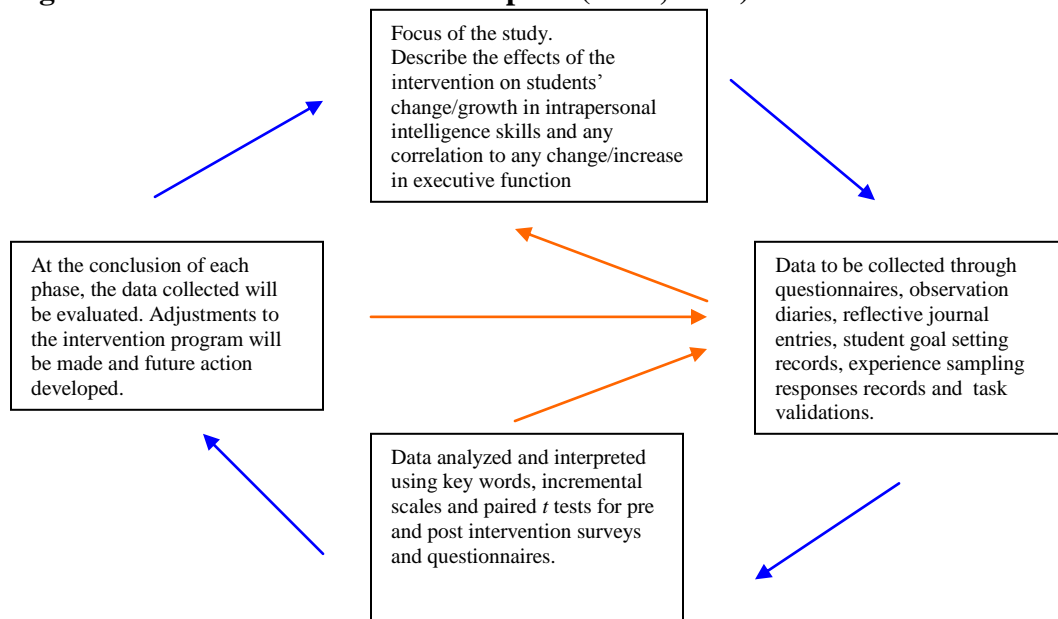 Focus of the study.
Describe the effects of the
intervention on students’
change/growth in intrapersonal
intelligence skills and any
correlation to any change/increase
in executive function
At the conclusion of each
phase, the data collected will
be evaluated. Adjustments to
the intervention program will
be made and future action
developed.
Data to be collected through
questionnaires, observation
diaries, reflective journal
entries, student goal setting
records, experience sampling
responses records and task
validations.
Data analyzed and interpreted
using key words, incremental
scales and paired t tests for pre
and post intervention surveys
and questionnaires.